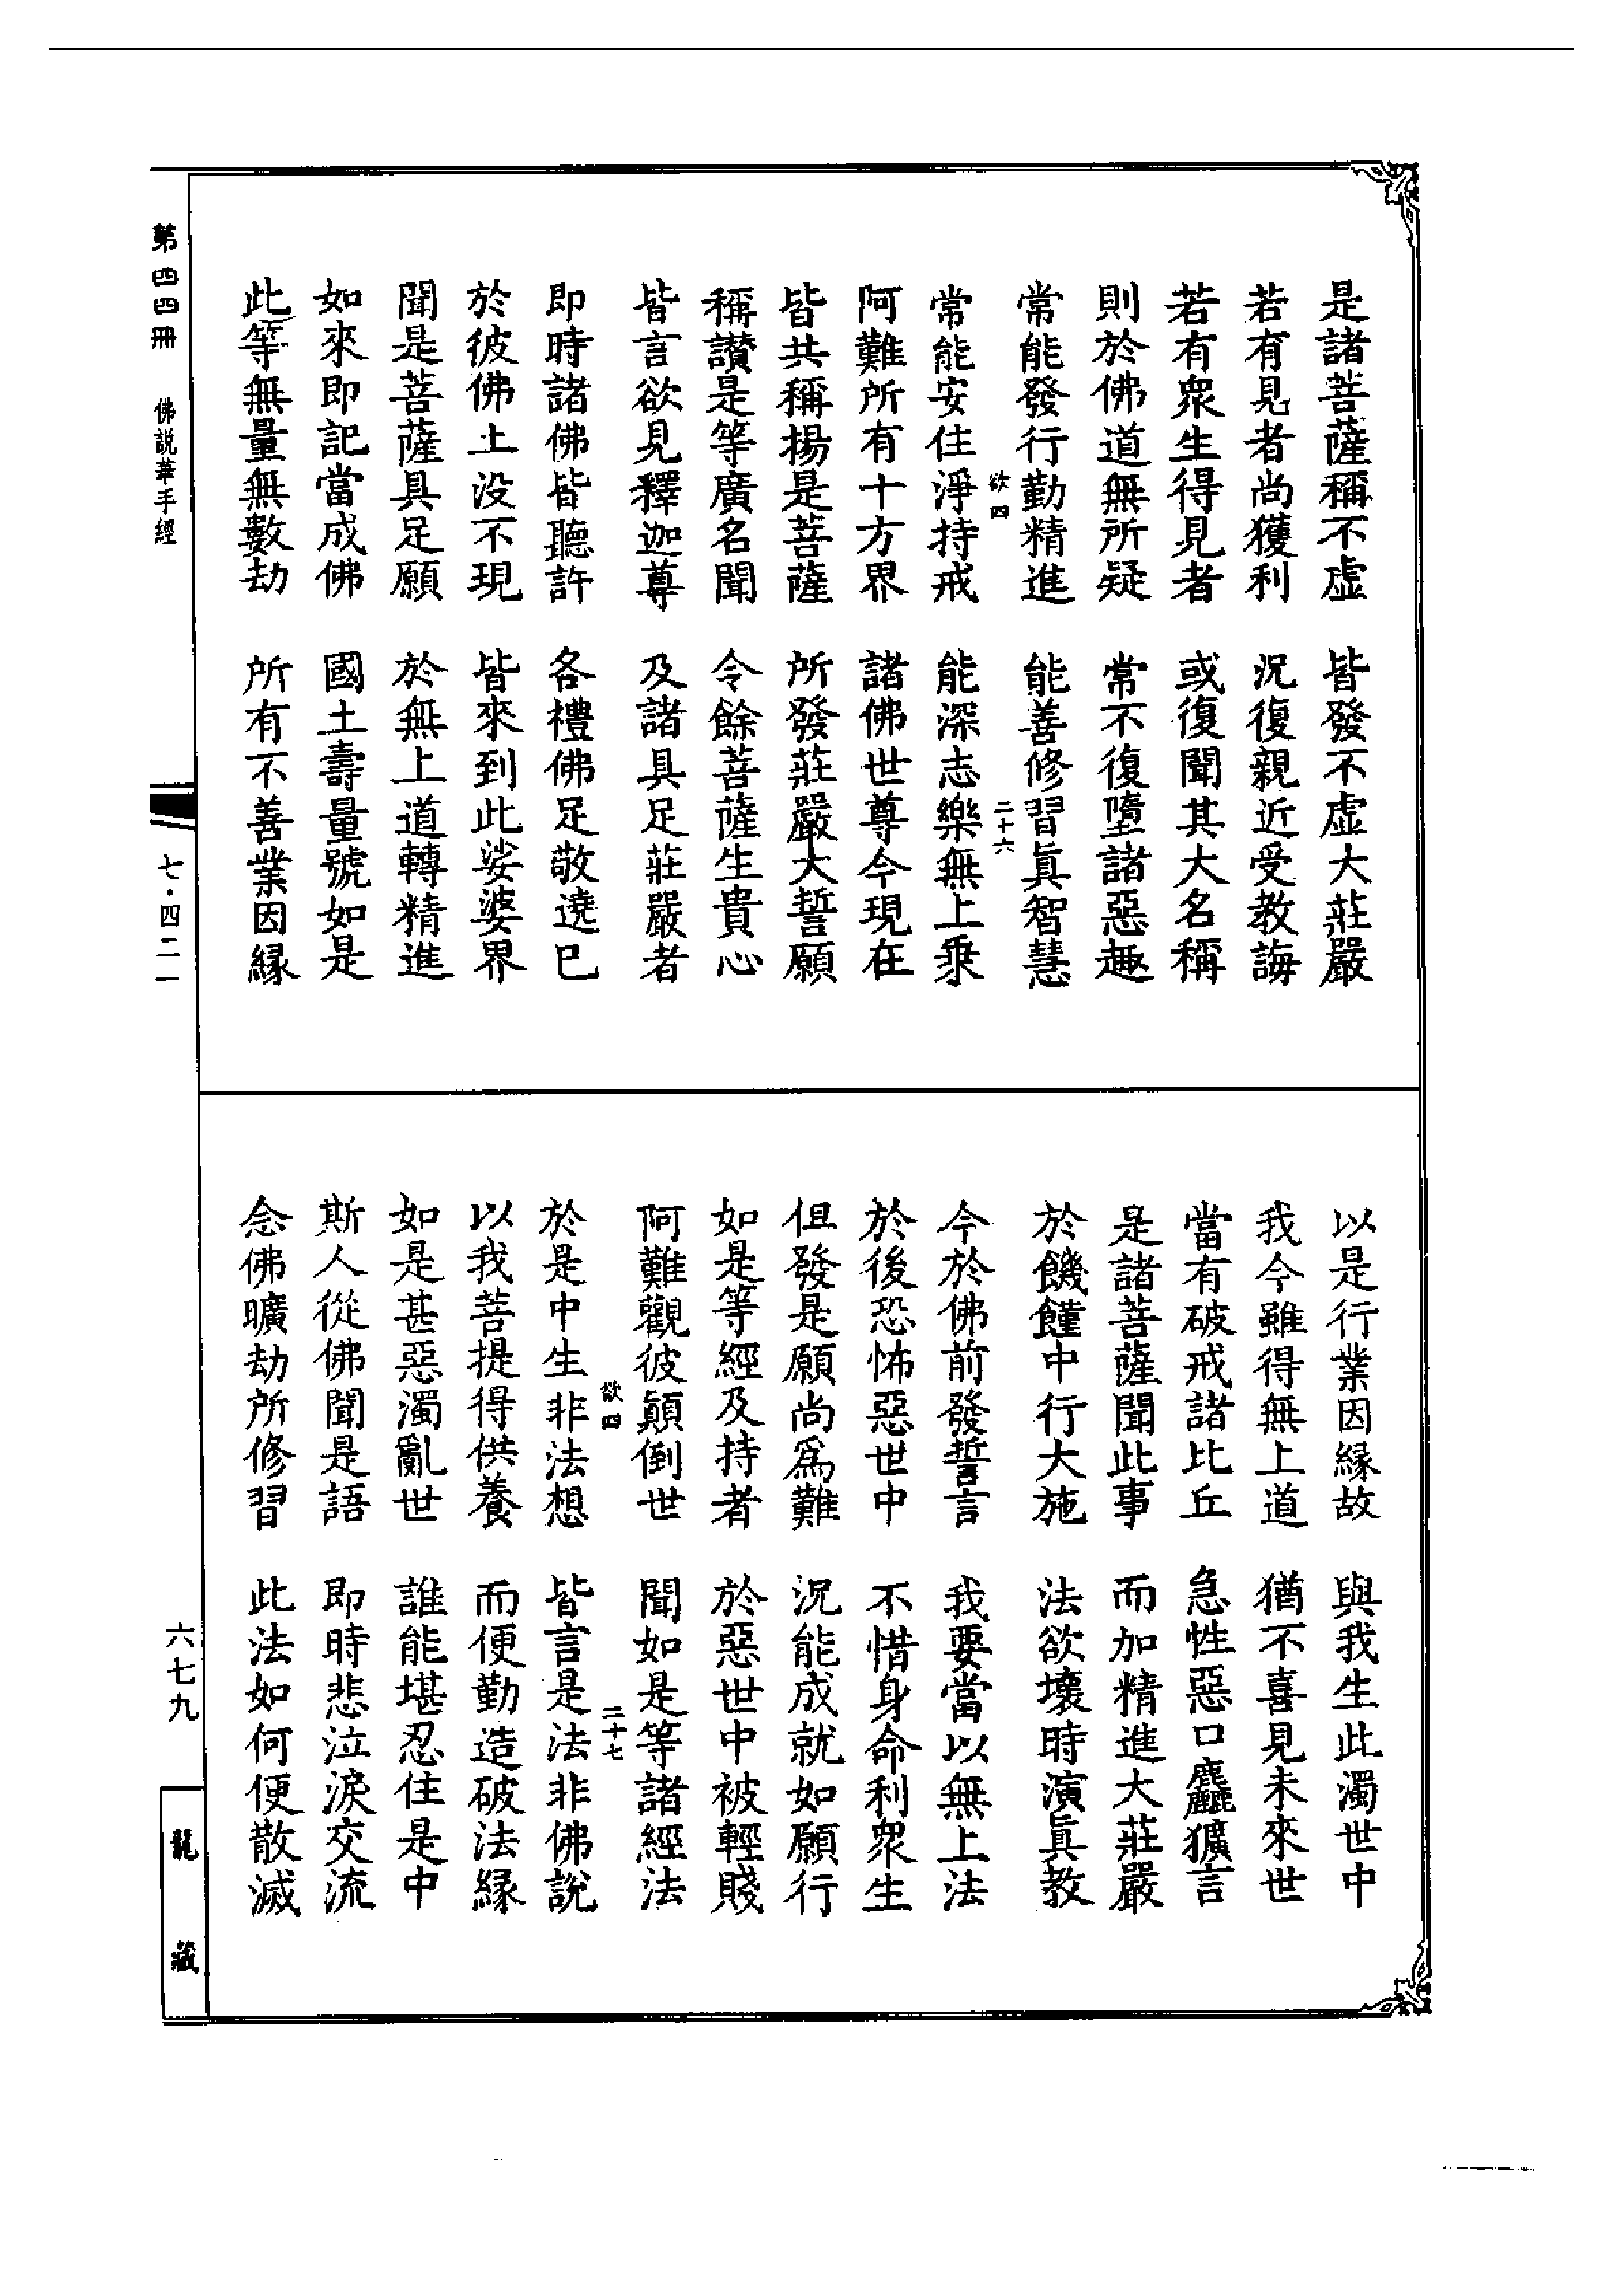 是諸菩薩稱不虛　皆發不虛大莊嚴
若有見者尚獲利　況復親近受教誨
若有衆生得見者　或復聞其大名稱
則於佛道無所疑　常不復墮諸惡趣
常能發行勤精進　能善修習眞智慧
欲四　二十六
常能安住淨持戒　能深志樂無上乘
阿難所有十方界　諸佛世尊今現在
皆共稱揚是菩薩　所發莊嚴大誓願
稱讚是等廣名聞　令餘菩薩生貴心
皆言欲見釋迦尊　及諸具足莊嚴者
即時諸佛皆聽許　各禮佛足敬遶已
於彼佛土没不現　皆來到此娑婆界
聞是菩薩具足願　於無上道轉精進
如來即記當成佛　國土壽量號如是
此等無量無數劫　所有不善業因緣
以是行業因緣故　與我生此濁世中
我今雖得無上道　猶不喜見未來世
當有破戒諸比丘　急性惡口麤獷言
是諸菩薩聞此事　而加精進大莊嚴
於饑饉中行大施　法欲壞時演眞教
今於佛前發誓言　我要當以無上法
於後恐怖惡世中　不惜身命利衆生
但發是願尚爲難　況能成就如願行
如是等經及持者　於惡世中被輕賤
阿難觀彼顛倒世　聞如是等諸經法
欲四　二十七
於是中生非法想　皆言是法非佛說
以我菩提得供養　而便勤造破法緣
如是甚惡濁亂世　誰能堪忍住是中
斯人從佛聞是語　即時悲泣淚交流
念佛曠劫所修習　此法如何便散滅
第四四冊　佛說華手經
七·四二一
六七九
龍藏